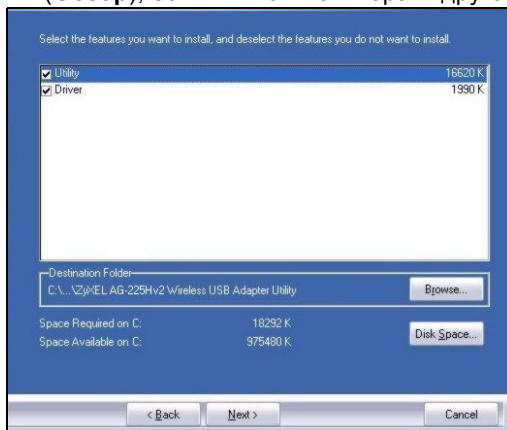 Select the features you want to install, and deselect the features you do not want to install.
Utility 16620 K
Driver 1990 K
Destination Folder
C:\...\ZyXEL AG-225Hv2 Wireless USB Adapter Utility
Browse...
Space Required on C: 18292 K
Space Available on C: 975480 K
Disk Space...
< Back Next > Cancel